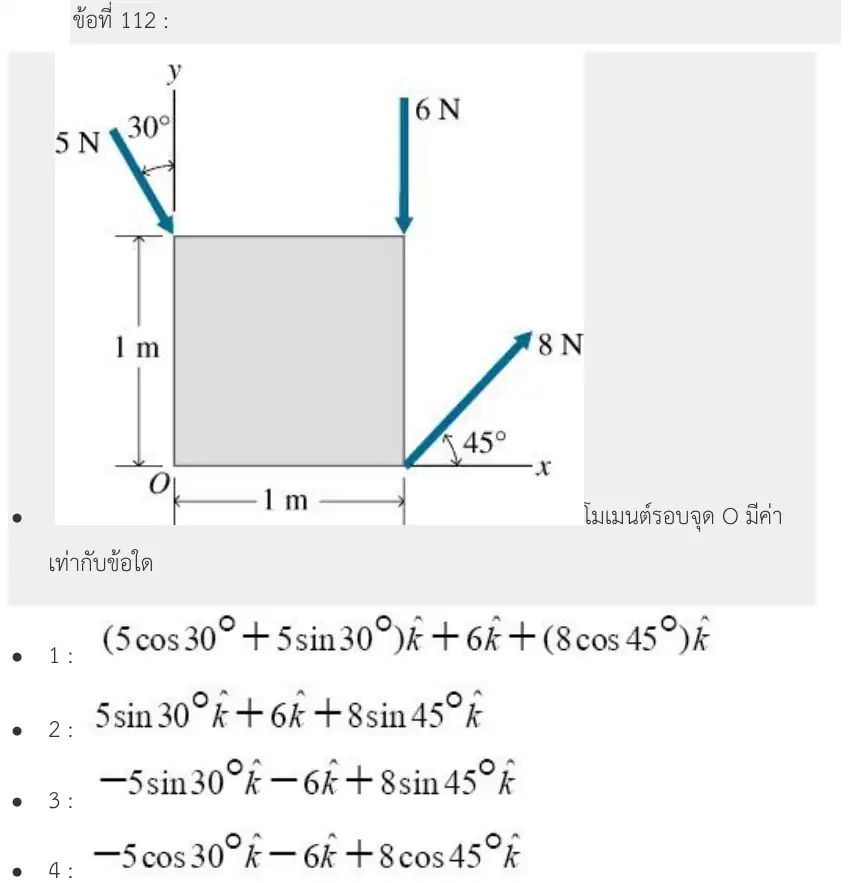 ข้อที่ 112 :
y
5 N
30°
6 N
1 m
8 N
45°
O
x
1 m
โมเมนต์รอบจุด O มีค่า
เท่ากับข้อใด
1 : (5cos30°+5sin30°)k̂+6k̂+(8cos45°)k̂
2 : 5sin30°k̂+6k̂+8sin45°k̂
3 : −5sin30°k̂−6k̂+8sin45°k̂
4 : −5cos30°k̂−6k̂+8cos45°k̂